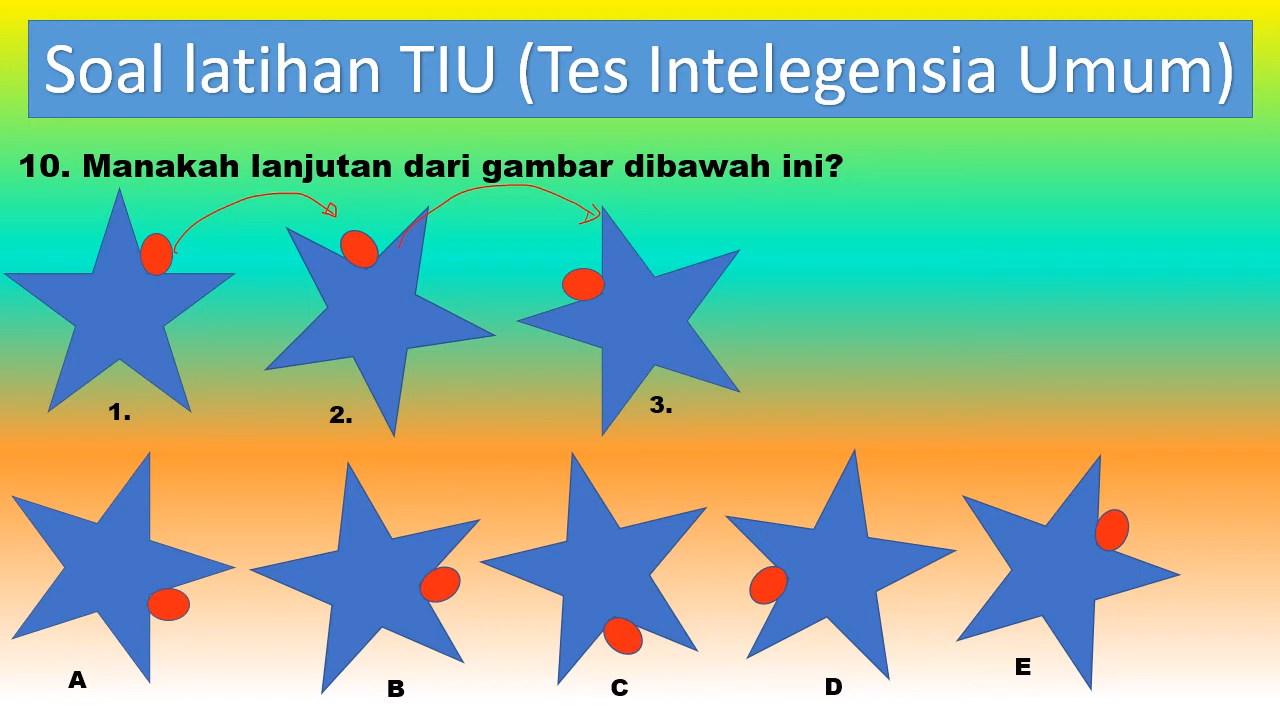 Soal latihan TIU (Tes Intelegensia Umum)
10. Manakah lanjutan dari gambar dibawah ini?
1.
2.
3.
A
B
C
D
E